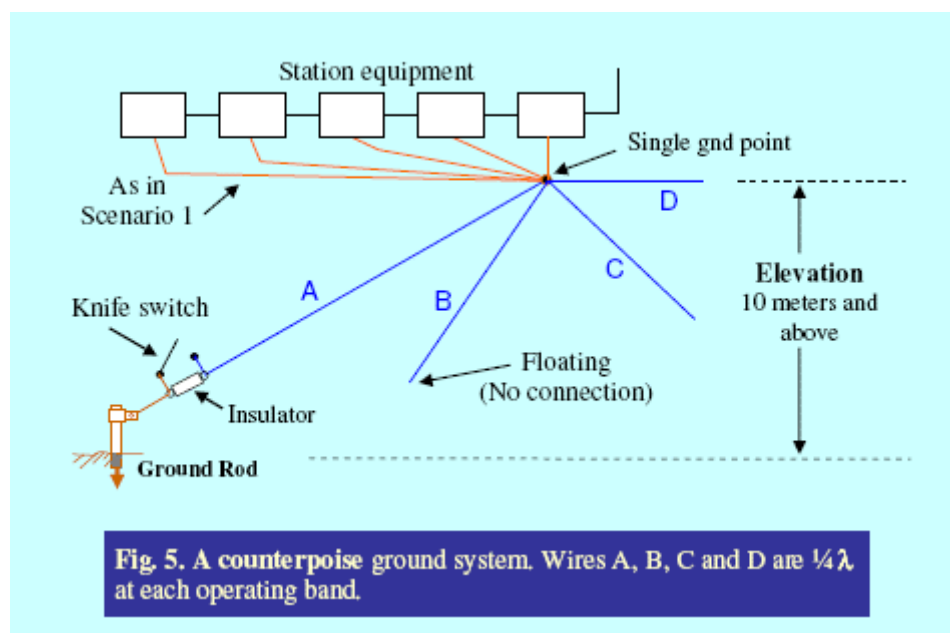 Station equipment
Single gnd point
As in
Scenario 1
D
C
Elevation
10 meters and
above
A
B
Knife switch
Floating
(No connection)
Insulator
Ground Rod
Fig. 5. A counterpoise ground system. Wires A, B, C and D are ¼ λ
at each operating band.